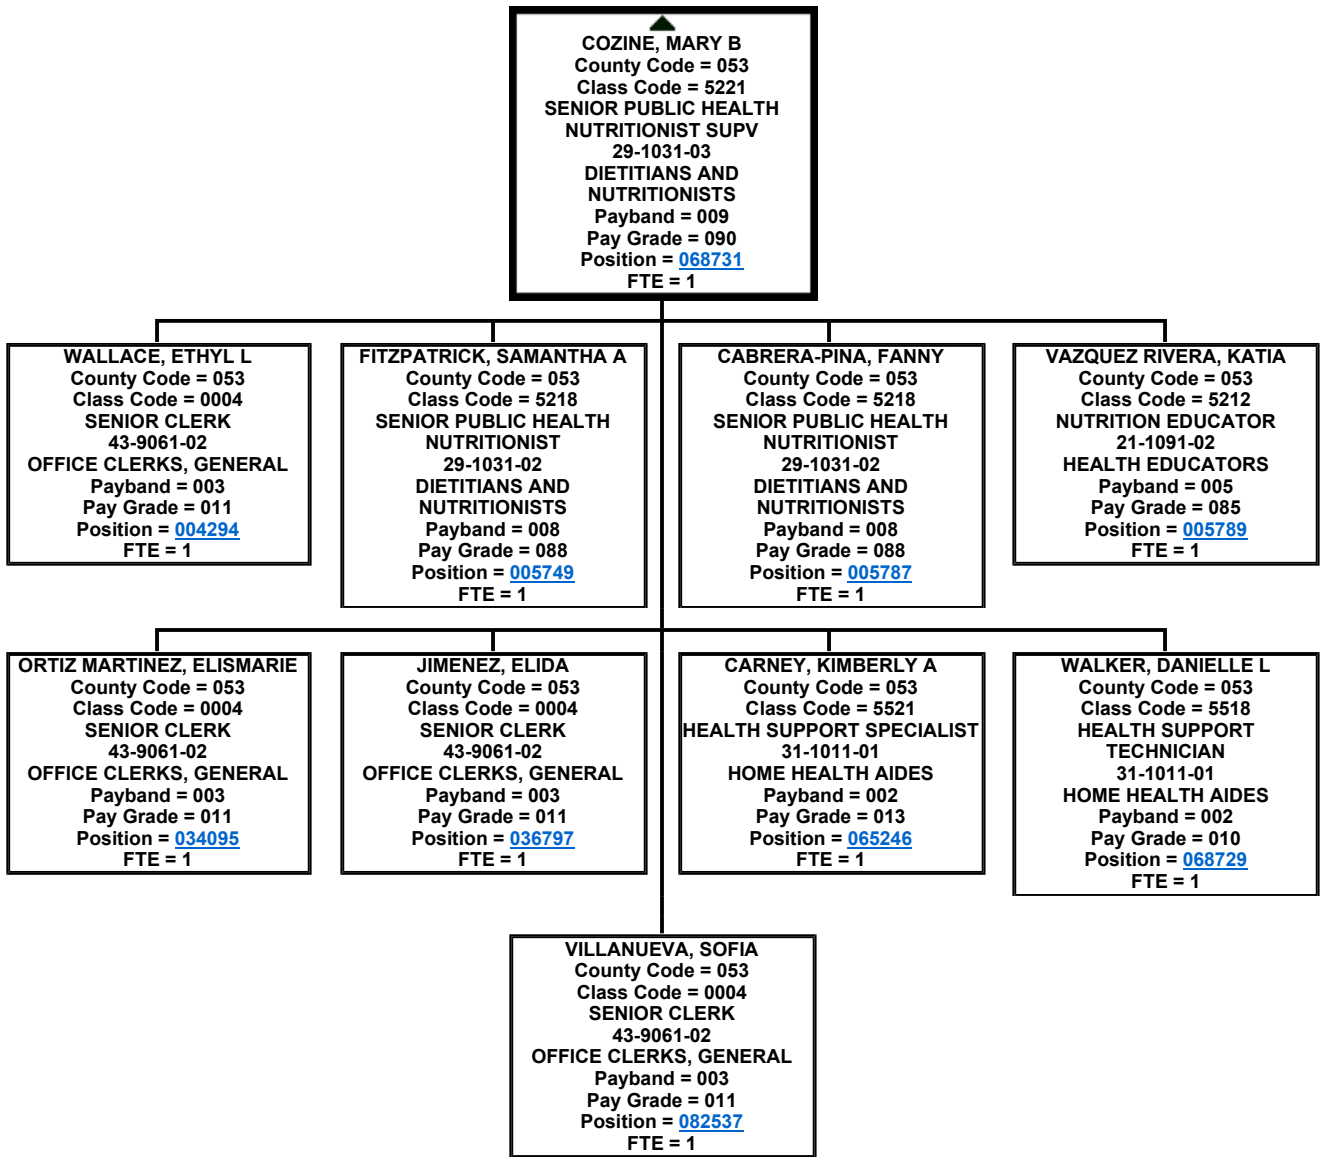 COZINE, MARY B
County Code = 053
Class Code = 5221
SENIOR PUBLIC HEALTH
NUTRITIONIST SUPV
29-1031-03
DIETITIANS AND
NUTRITIONISTS
Payband = 009
Pay Grade = 090
Position = 068731
FTE = 1
WALLACE, ETHYL L
County Code = 053
Class Code = 0004
SENIOR CLERK
43-9061-02
OFFICE CLERKS, GENERAL
Payband = 003
Pay Grade = 011
Position = 004294
FTE = 1
FITZPATRICK, SAMANTHA A
County Code = 053
Class Code = 5218
SENIOR PUBLIC HEALTH
NUTRITIONIST
29-1031-02
DIETITIANS AND
NUTRITIONISTS
Payband = 008
Pay Grade = 088
Position = 005749
FTE = 1
CABRERA-PINA, FANNY
County Code = 053
Class Code = 5218
SENIOR PUBLIC HEALTH
NUTRITIONIST
29-1031-02
DIETITIANS AND
NUTRITIONISTS
Payband = 008
Pay Grade = 088
Position = 005787
FTE = 1
VAZQUEZ RIVERA, KATIA
County Code = 053
Class Code = 5212
NUTRITION EDUCATOR
21-1091-02
HEALTH EDUCATORS
Payband = 005
Pay Grade = 085
Position = 005789
FTE = 1
ORTIZ MARTINEZ, ELISMARIE
County Code = 053
Class Code = 0004
SENIOR CLERK
43-9061-02
OFFICE CLERKS, GENERAL
Payband = 003
Pay Grade = 011
Position = 034095
FTE = 1
JIMENEZ, ELIDA
County Code = 053
Class Code = 0004
SENIOR CLERK
43-9061-02
OFFICE CLERKS, GENERAL
Payband = 003
Pay Grade = 011
Position = 036797
FTE = 1
CARNEY, KIMBERLY A
County Code = 053
Class Code = 5521
HEALTH SUPPORT SPECIALIST
31-1011-01
HOME HEALTH AIDES
Payband = 002
Pay Grade = 013
Position = 065246
FTE = 1
WALKER, DANIELLE L
County Code = 053
Class Code = 5518
HEALTH SUPPORT
TECHNICIAN
31-1011-01
HOME HEALTH AIDES
Payband = 002
Pay Grade = 010
Position = 068729
FTE = 1
VILLANUEVA, SOFIA
County Code = 053
Class Code = 0004
SENIOR CLERK
43-9061-02
OFFICE CLERKS, GENERAL
Payband = 003
Pay Grade = 011
Position = 082537
FTE = 1